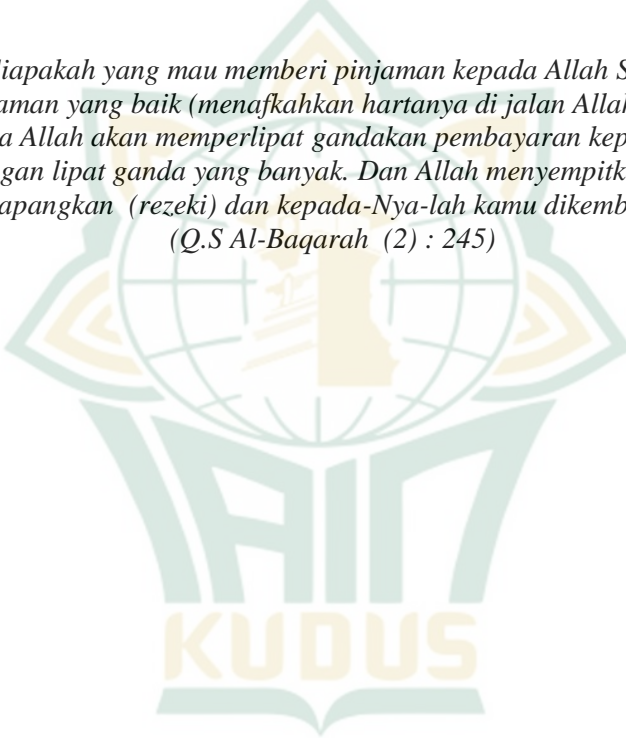 iapakah yang mau memberi pinjaman kepada Allah S
aman yang baik (menafkahkan hartanya di jalan Allah
a Allah akan memperlipat gandakan pembayaran kep
gan lipat ganda yang banyak. Dan Allah menyempitk
apangkan (rezeki) dan kepada-Nya-lah kamu dikemb
(Q.S Al-Baqarah (2) : 245)
IAIN
KUDUS